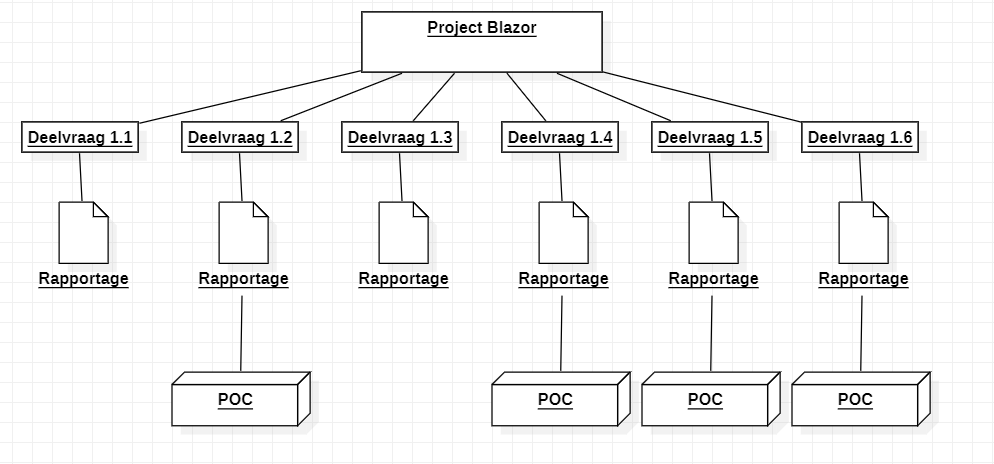 Project Blazor
Deelvraag 1.1
Deelvraag 1.2
Deelvraag 1.3
Deelvraag 1.4
Deelvraag 1.5
Deelvraag 1.6
Rapportage
Rapportage
Rapportage
Rapportage
Rapportage
Rapportage
POC
POC
POC
POC